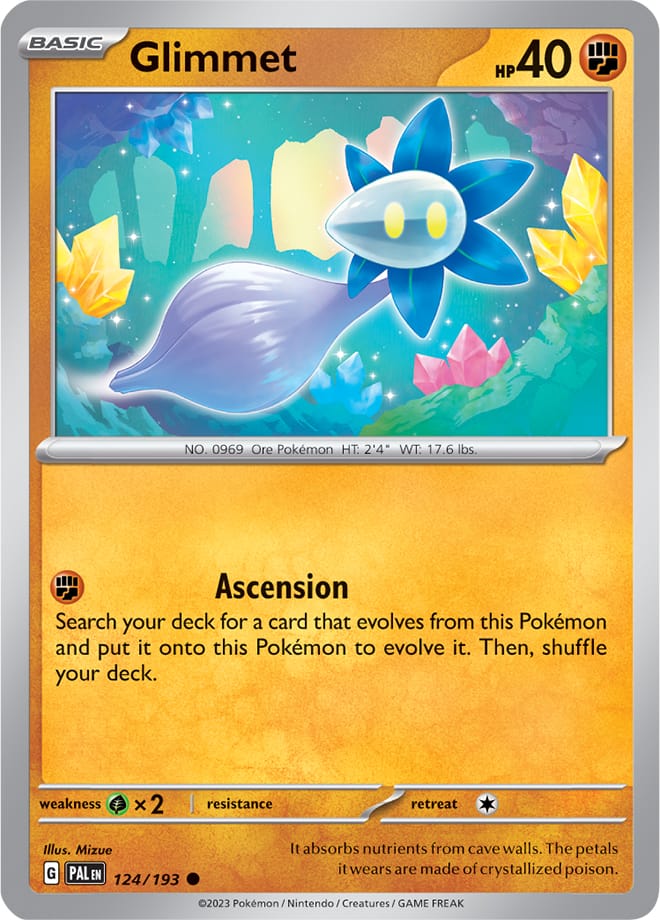 BASIC
Glimmet
HP 40
NO. 0969 Ore Pokémon HT: 2'4" WT: 17.6 lbs.
Ascension
Search your deck for a card that evolves from this Pokémon
and put it onto this Pokémon to evolve it. Then, shuffle
your deck.
weakness ×2 resistance retreat
Illus. Mizue
It absorbs nutrients from cave walls. The petals
it wears are made of crystallized poison.
G PAL EN 124/193
©2023 Pokémon / Nintendo / Creatures / GAME FREAK